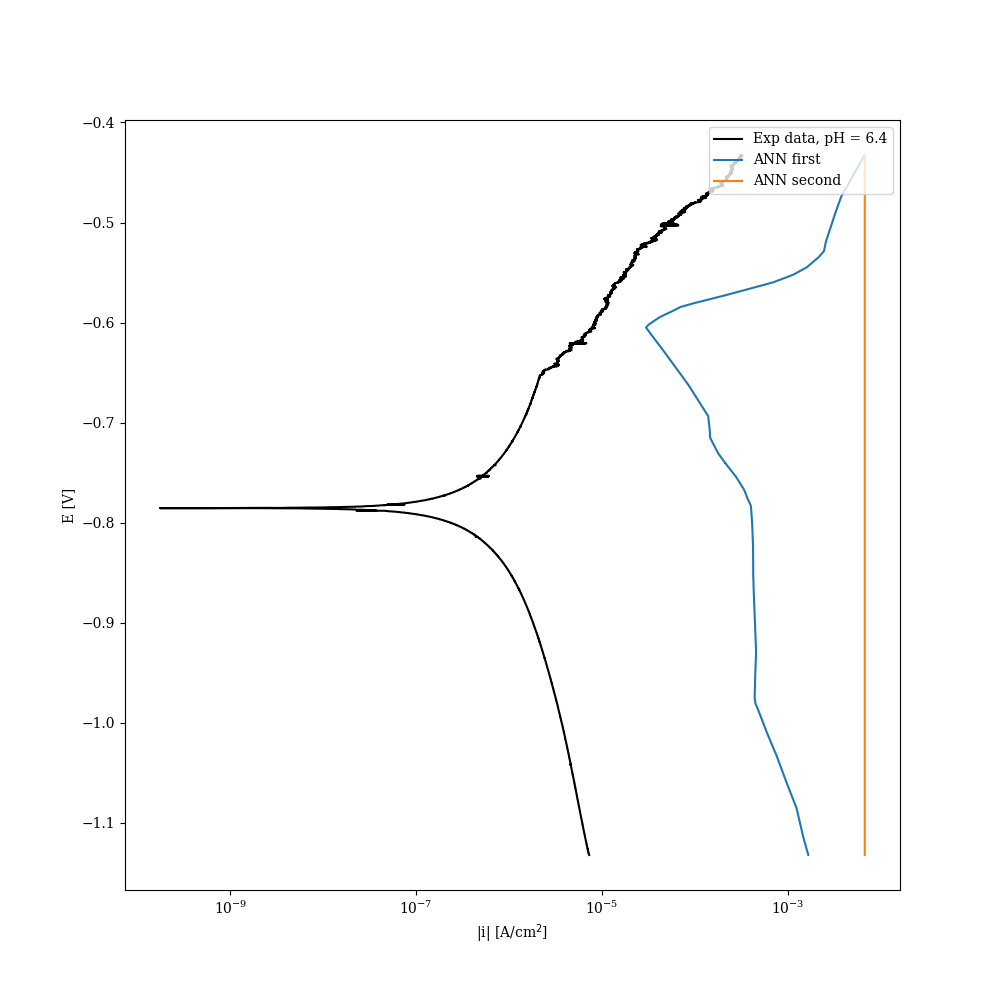 Exp data, pH = 6.4
ANN first
ANN second
−0.4
−0.5
−0.6
−0.7
−0.8
−0.9
−1.0
−1.1
E [V]
10⁻⁹
10⁻⁷
10⁻⁵
10⁻³
|i| [A/cm²]